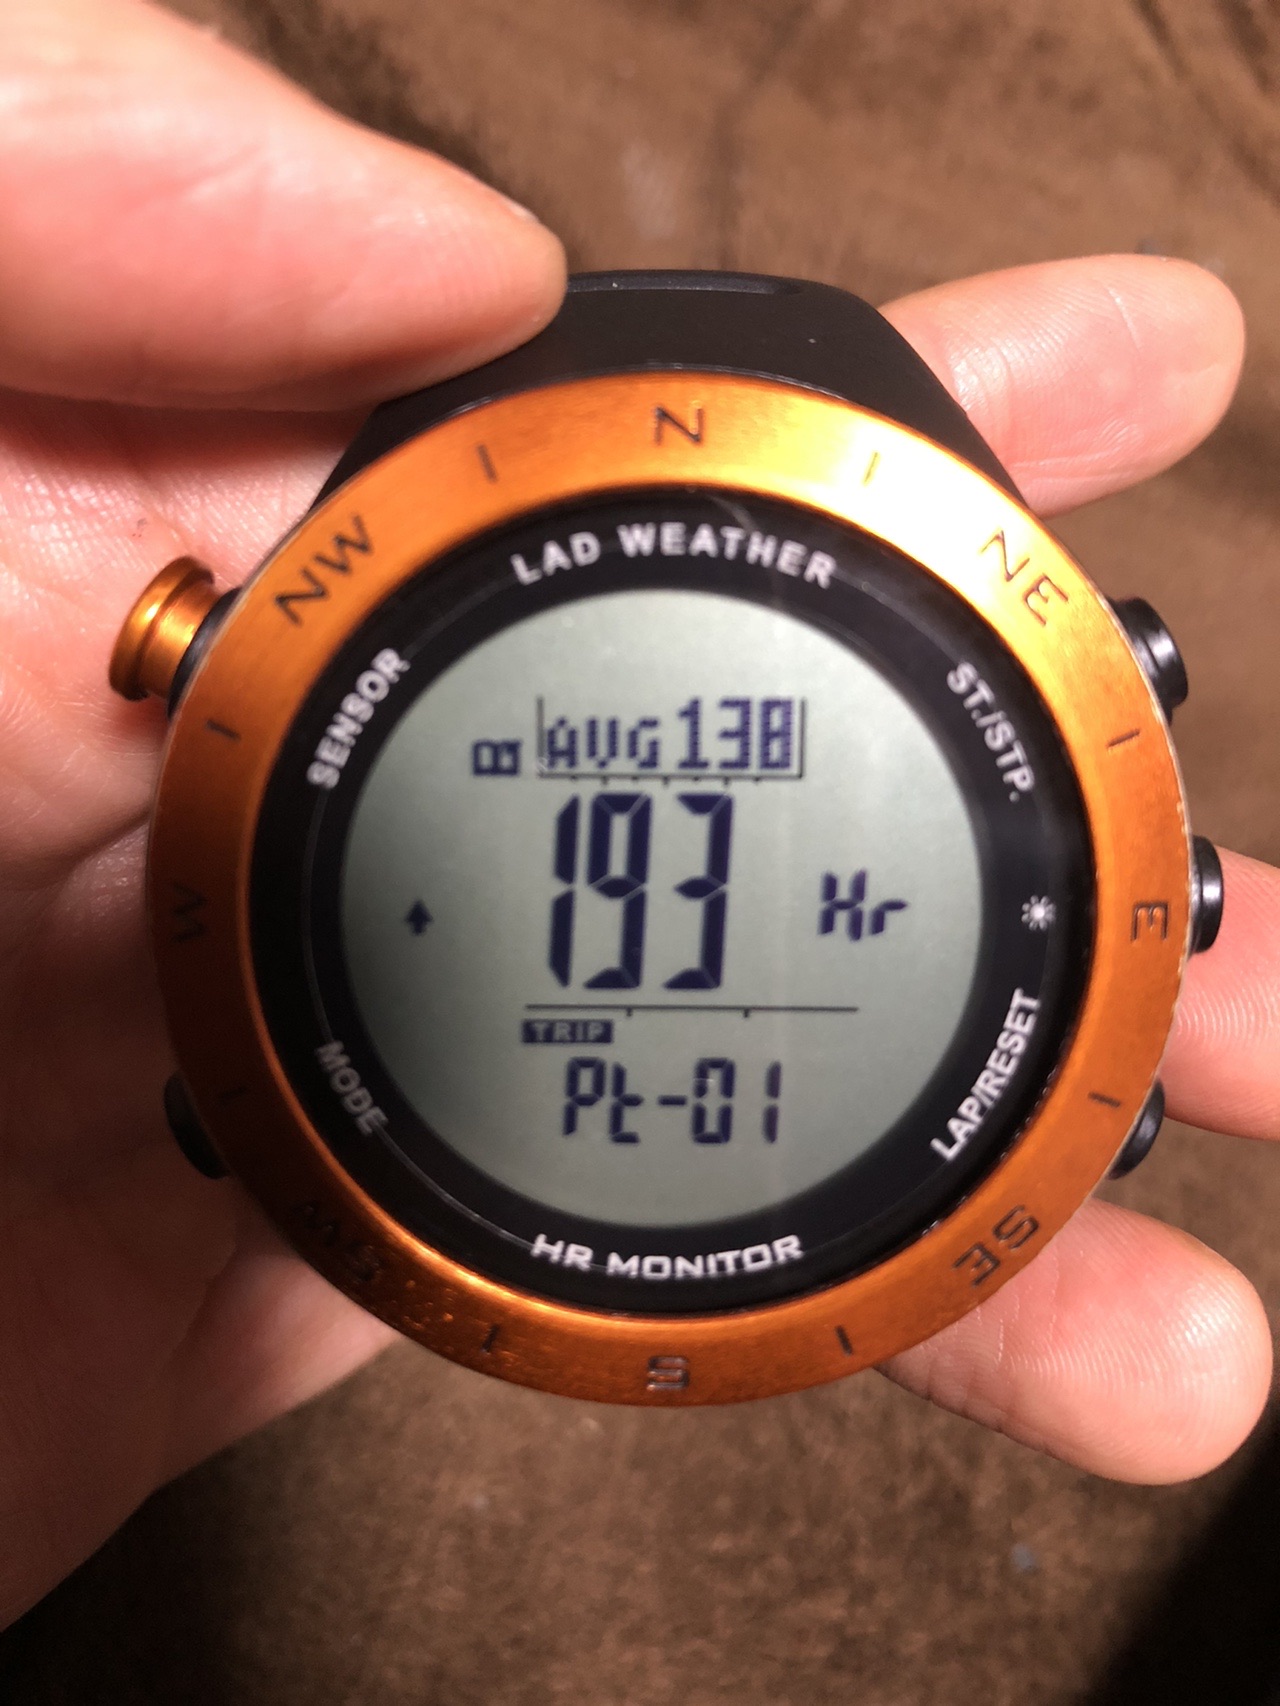 N
NW
NE
LAD WEATHER
SENSOR
ST./STP.
AVG 138
193
Hr
W
E
TRIP
Pt-01
MODE
LAP/RESET
HR MONITOR
SW
SE
S